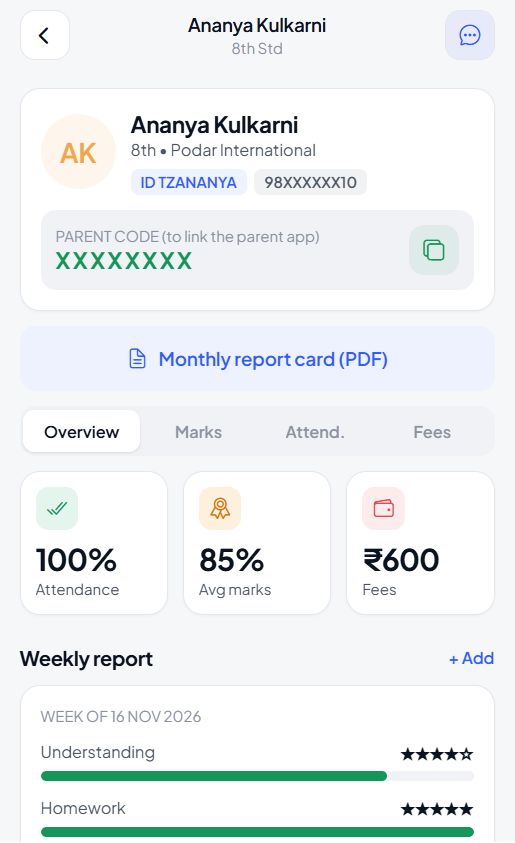 Ananya Kulkarni
8th Std
AK
Ananya Kulkarni
8th • Podar International
ID TZANANYA 98XXXXXX10
PARENT CODE (to link the parent app)
XXXXXXXX
Monthly report card (PDF)
Overview Marks Attend. Fees
100% 85% ₹600
Attendance Avg marks Fees
Weekly report + Add
WEEK OF 16 NOV 2026
Understanding ★★★★☆
Homework ★★★★★